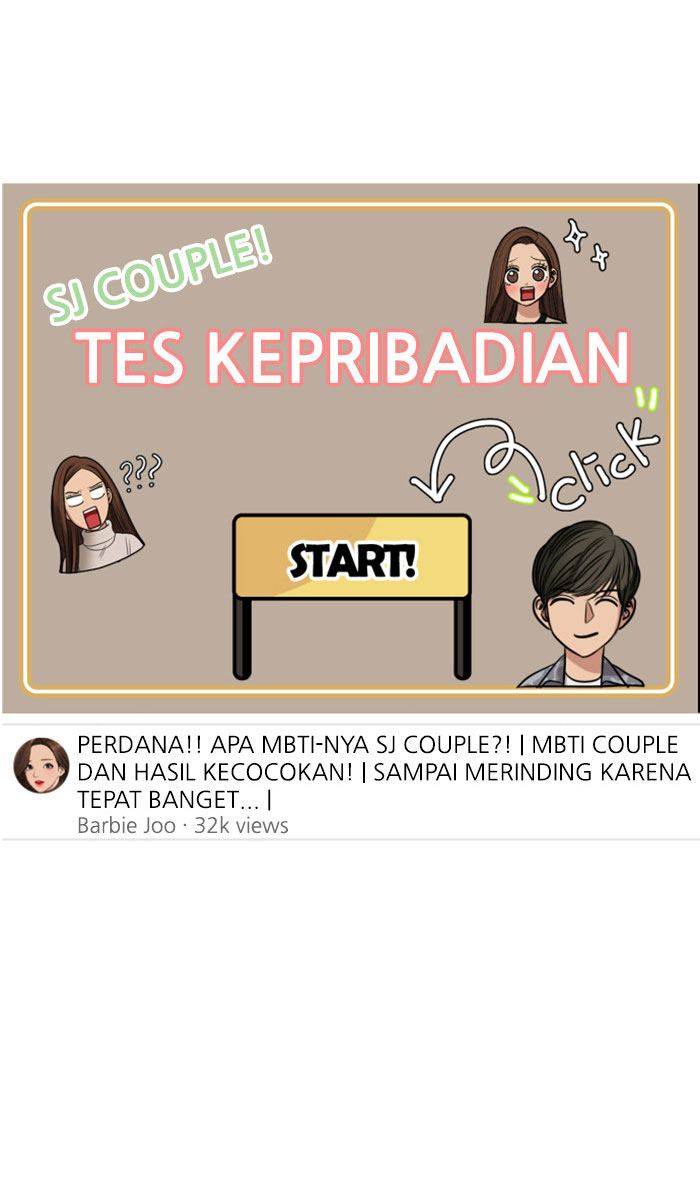 SJ COUPLE!
TES KEPRIBADIAN
???
click
START!
PERDANA!! APA MBTI-NYA SJ COUPLE?! | MBTI COUPLE
DAN HASIL KECOCOKAN! | SAMPAI MERINDING KARENA
TEPAT BANGET... |
Barbie Joo · 32k views